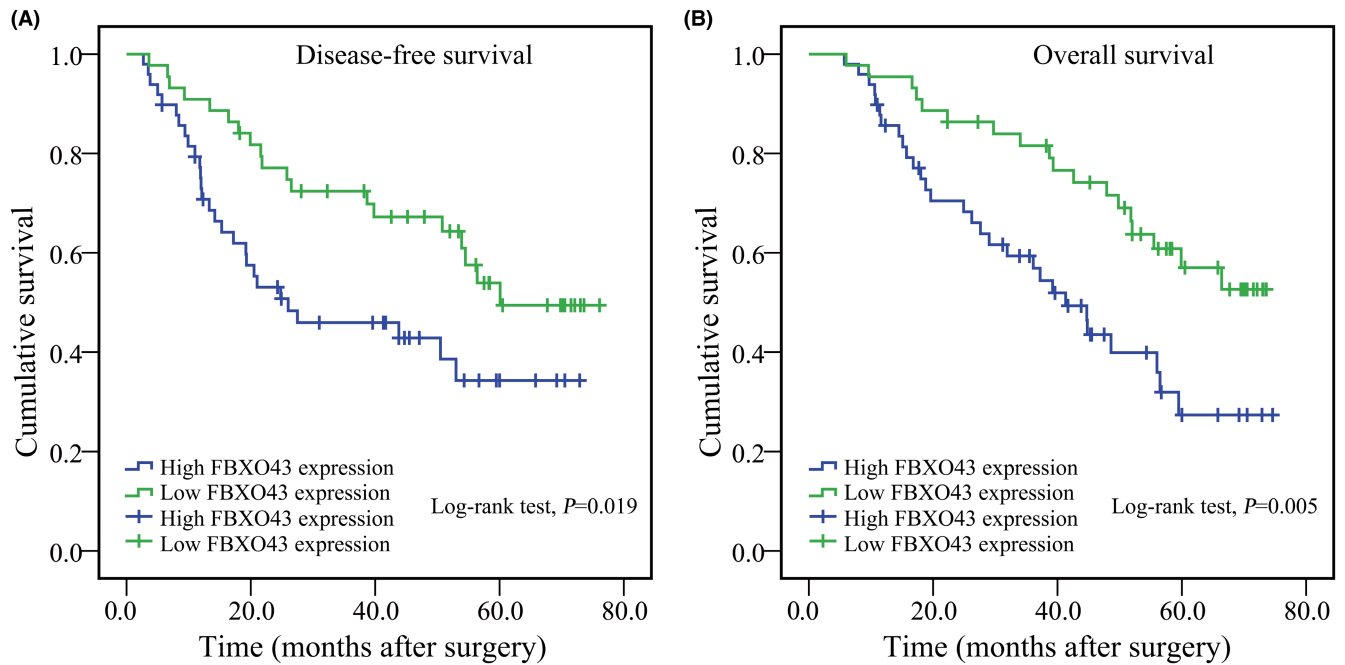 (A)
Disease-free survival
Cumulative survival
1.0
0.8
0.6
0.4
0.2
0.0
High FBXO43 expression
Low FBXO43 expression
High FBXO43 expression
Low FBXO43 expression
Log-rank test, P=0.019
0.0 20.0 40.0 60.0 80.0
Time (months after surgery)
(B)
Overall survival
Cumulative survival
1.0
0.8
0.6
0.4
0.2
0.0
High FBXO43 expression
Low FBXO43 expression
High FBXO43 expression
Low FBXO43 expression
Log-rank test, P=0.005
0.0 20.0 40.0 60.0 80.0
Time (months after surgery)